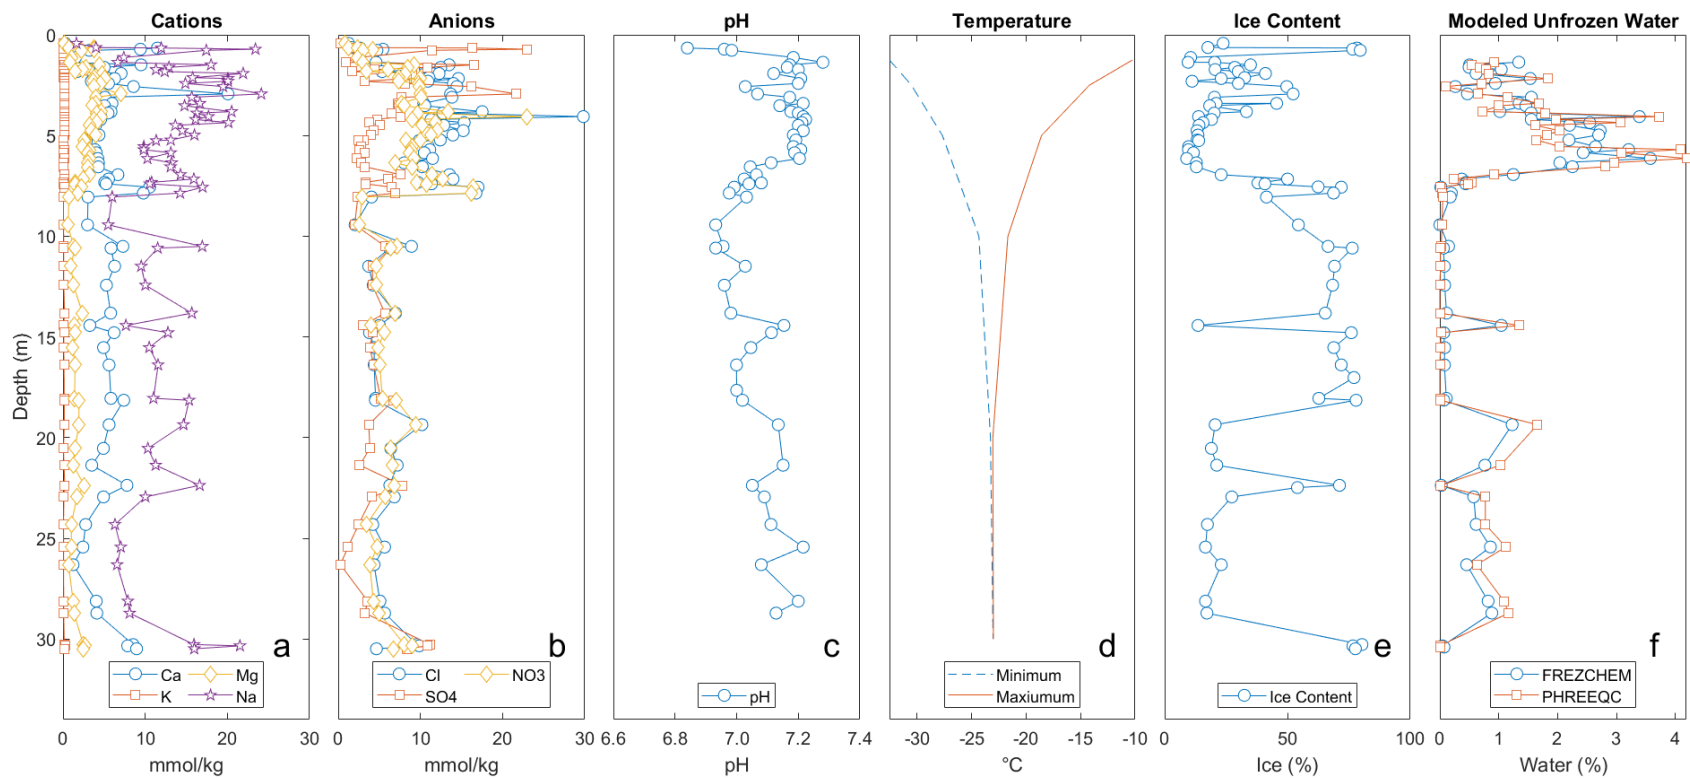 Cations
Anions
pH
Temperature
Ice Content
Modeled Unfrozen Water
Depth (m)
0
5
10
15
20
25
30
a
b
c
d
e
f
Ca
Mg
K
Na
Cl
NO3
SO4
pH
Minimum
Maxiumum
Ice Content
FREZCHEM
PHREEQC
0 10 20 30
0 10 20 30
6.6 6.8 7.0 7.2 7.4
-30 -25 -20 -15 -10
0 50 100
0 1 2 3 4
mmol/kg
mmol/kg
pH
°C
Ice (%)
Water (%)